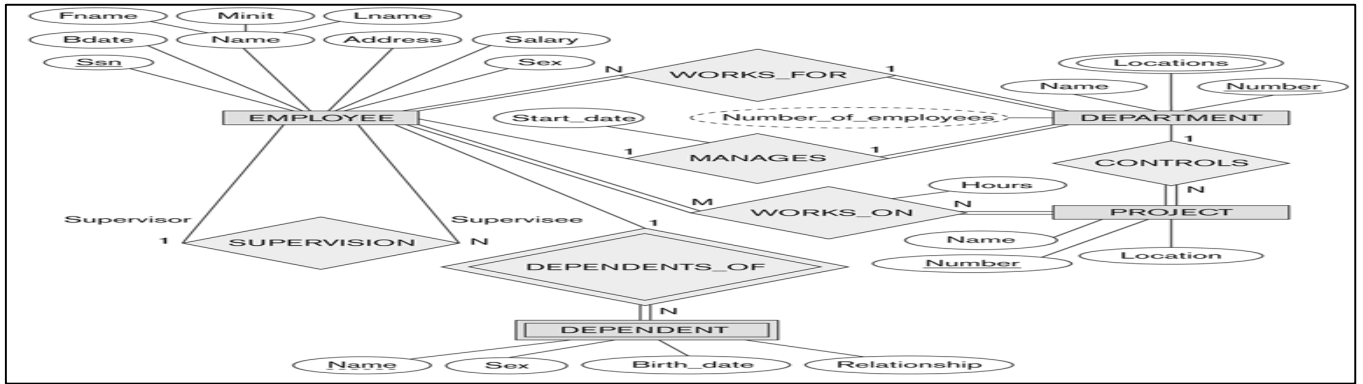 Fname Minit Lname
Bdate Name Address Salary
Ssn Sex N WORKS_FOR 1 Locations
Name Number
EMPLOYEE Start_date Number_of_employees DEPARTMENT
1 MANAGES 1 1
CONTROLS
Hours
M WORKS_ON N N
PROJECT
Supervisor Supervisee 1
1 SUPERVISION N Name
Number Location
DEPENDENTS_OF
N
DEPENDENT
Name Sex Birth_date Relationship